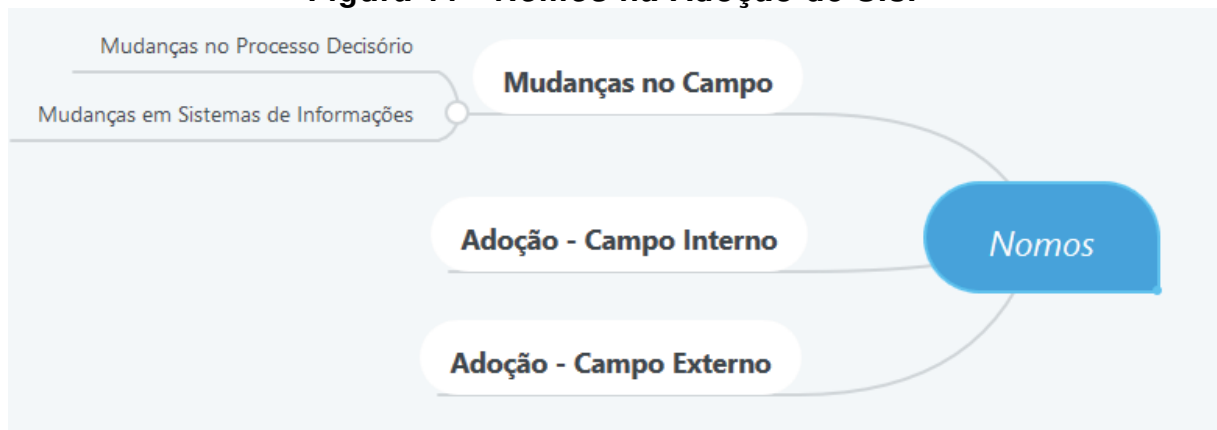 Mudanças no Processo Decisório
Mudanças em Sistemas de Informações
Mudanças no Campo
Adoção - Campo Interno
Adoção - Campo Externo
Nomos